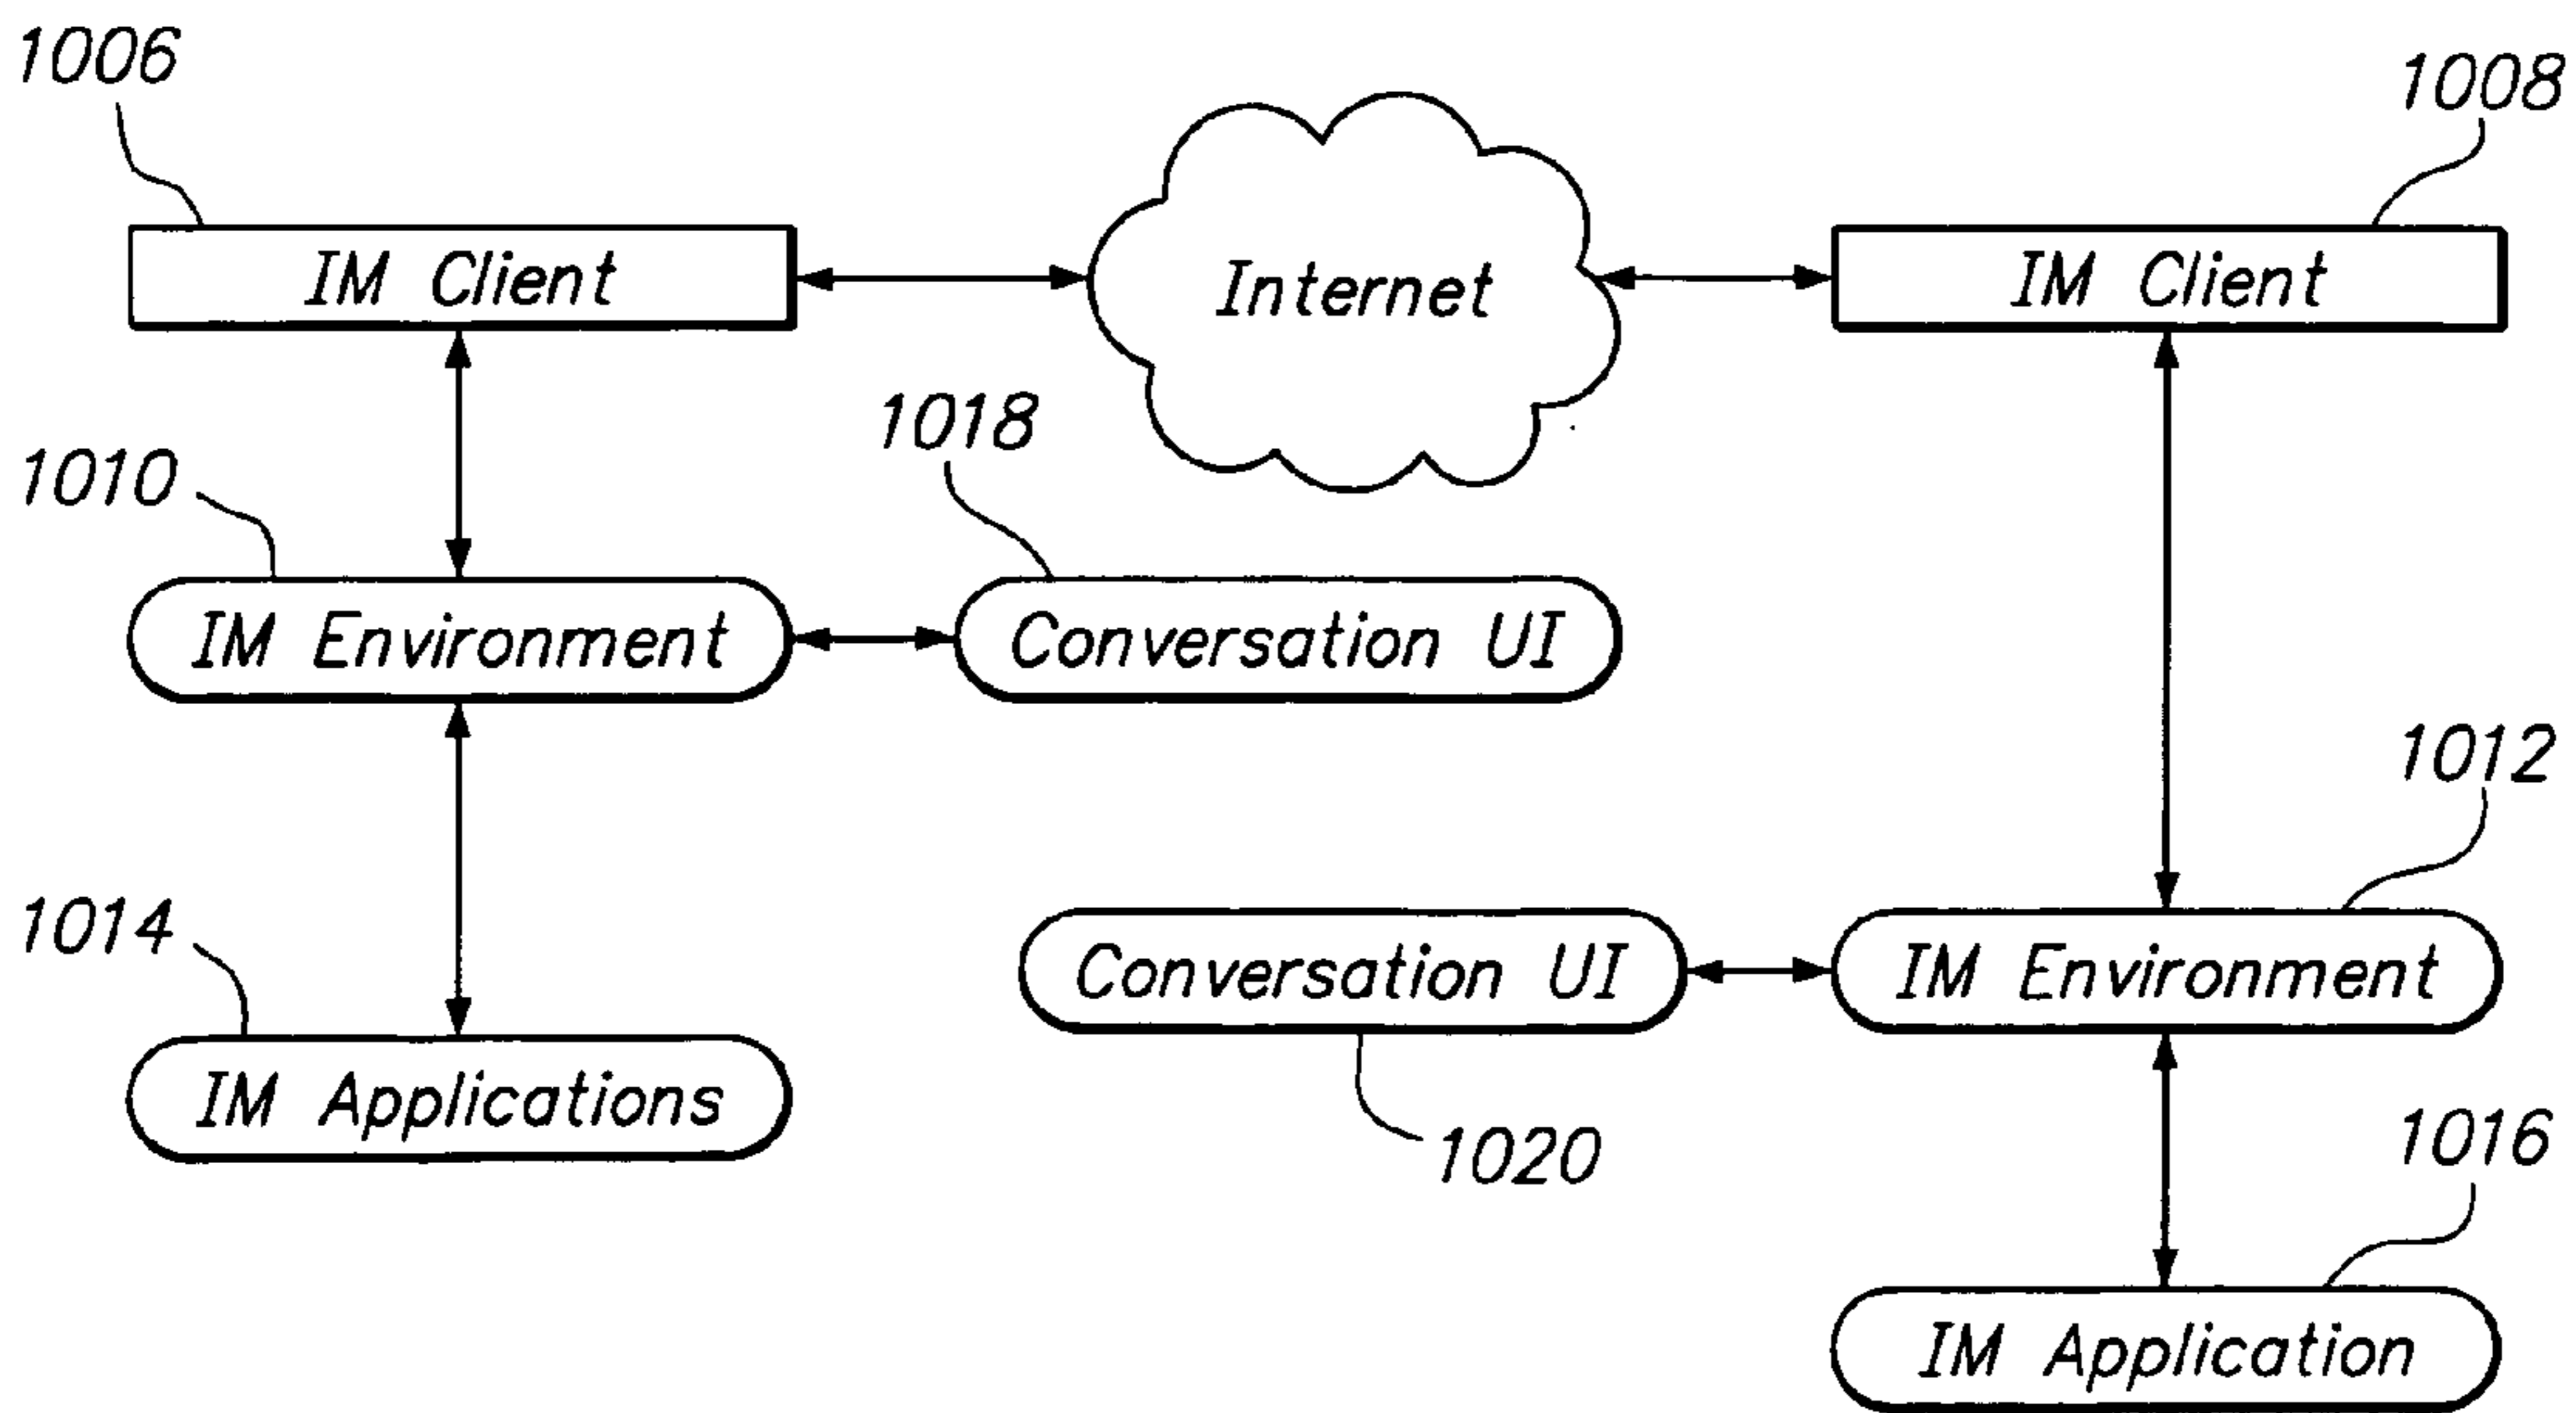 1006
1008
IM Client
Internet
IM Client
1018
1010
IM Environment
Conversation UI
1012
1014
Conversation UI
IM Environment
IM Applications
1020
1016
IM Application